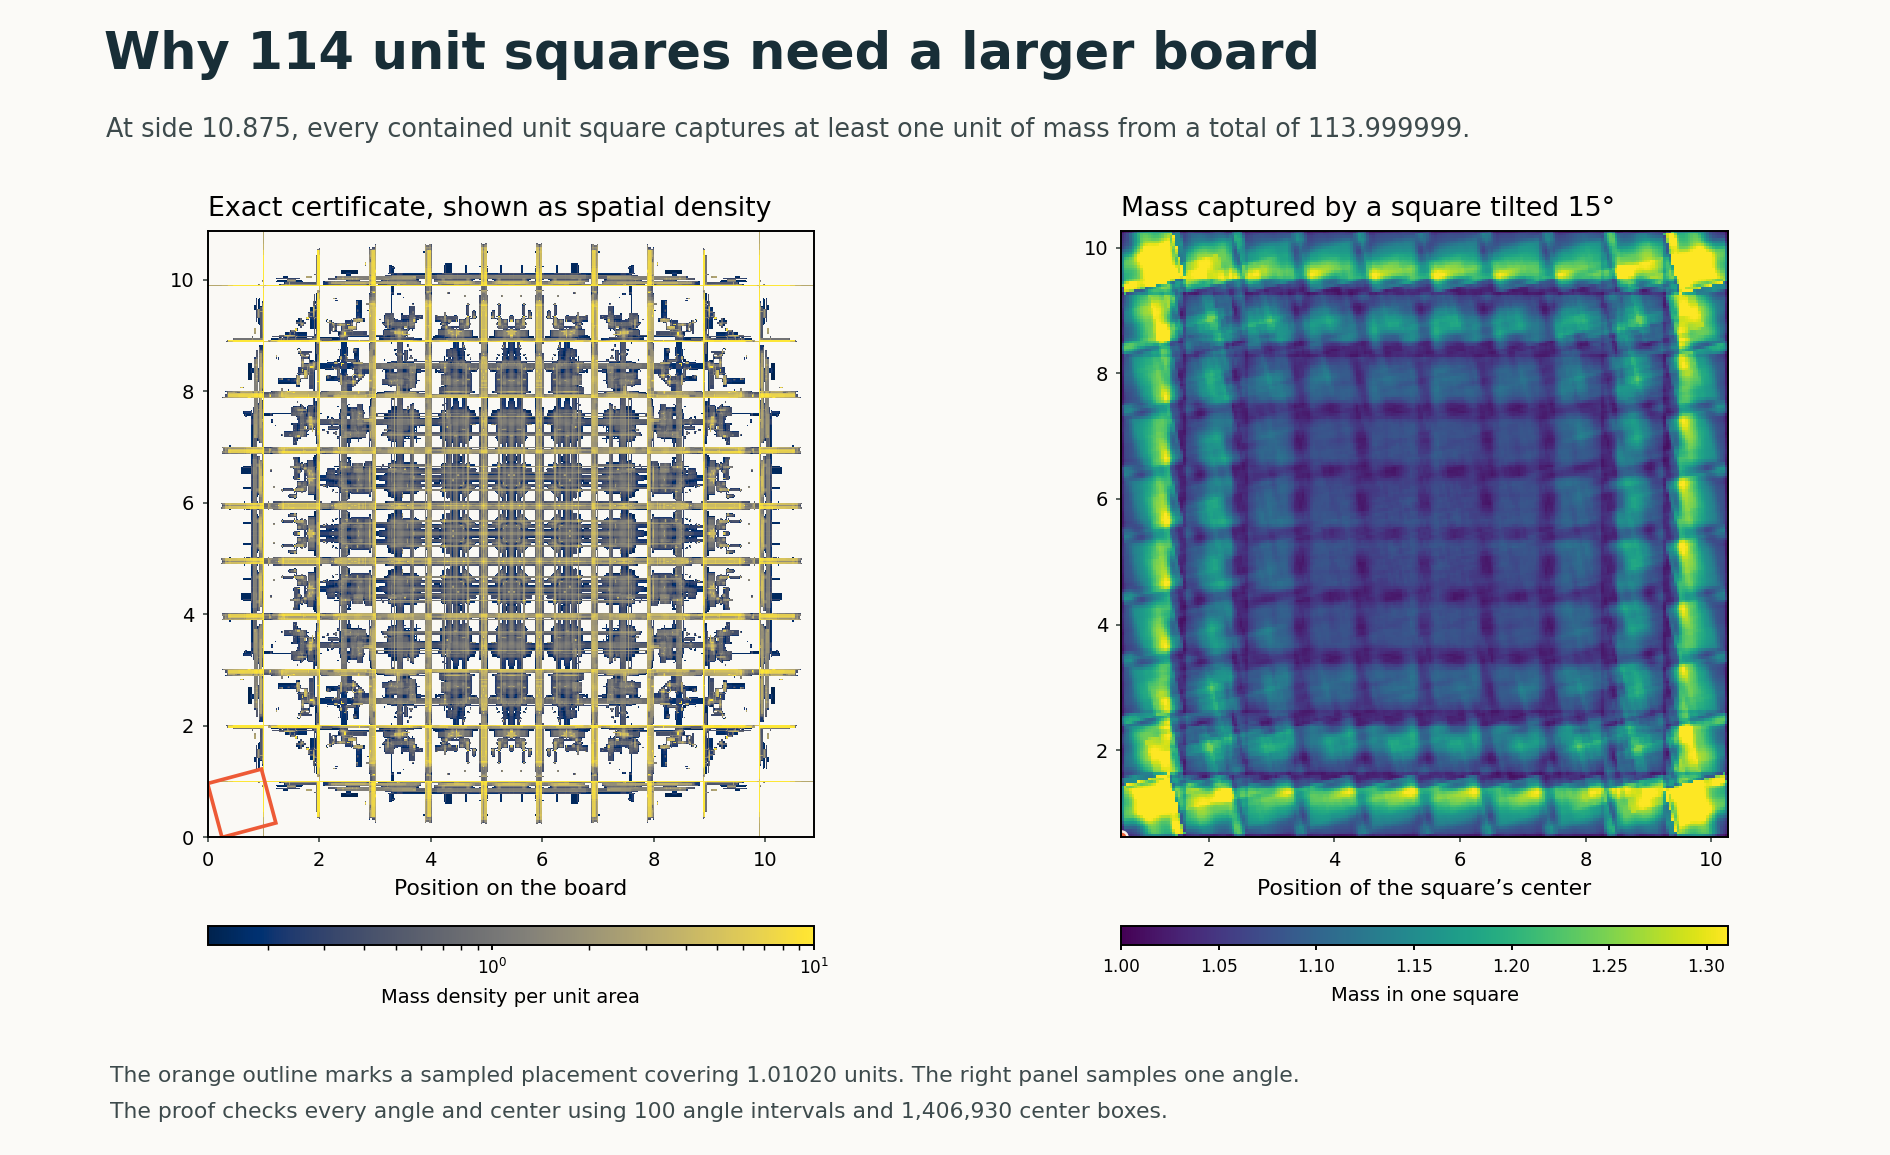 Why 114 unit squares need a larger board
At side 10.875, every contained unit square captures at least one unit of mass from a total of 113.999999.
Exact certificate, shown as spatial density
10
8
6
4
2
0
0 2 4 6 8 10
Position on the board
10⁰ 10¹
Mass density per unit area
Mass captured by a square tilted 15°
10
8
6
4
2
2 4 6 8 10
Position of the square’s center
1.00 1.05 1.10 1.15 1.20 1.25 1.30
Mass in one square
The orange outline marks a sampled placement covering 1.01020 units. The right panel samples one angle.
The proof checks every angle and center using 100 angle intervals and 1,406,930 center boxes.